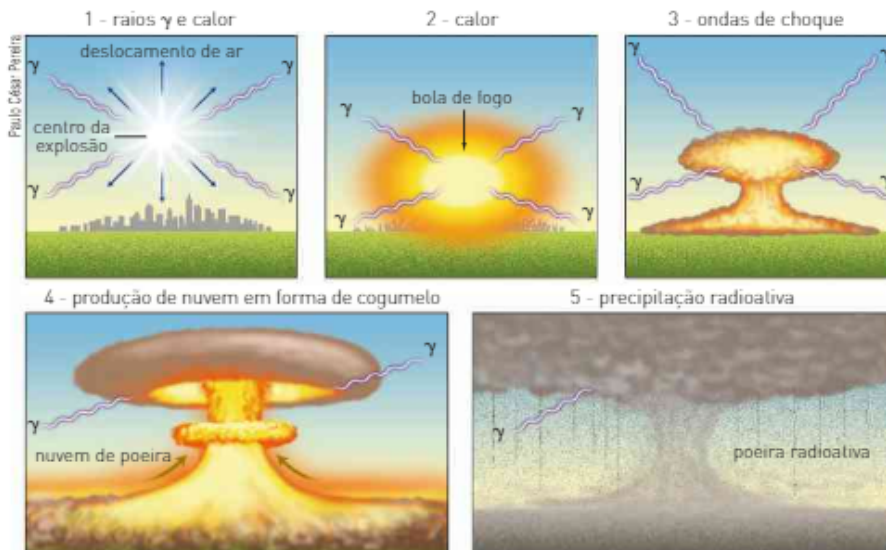 Paulo César Pereira
1 - raios γ e calor
deslocamento de ar
γ
γ
centro da
explosão
γ
γ
2 - calor
bola de fogo
γ
γ
γ
γ
3 - ondas de choque
γ
γ
γ
γ
4 - produção de nuvem em forma de cogumelo
γ
γ
nuvem de poeira
5 - precipitação radioativa
γ
poeira radioativa